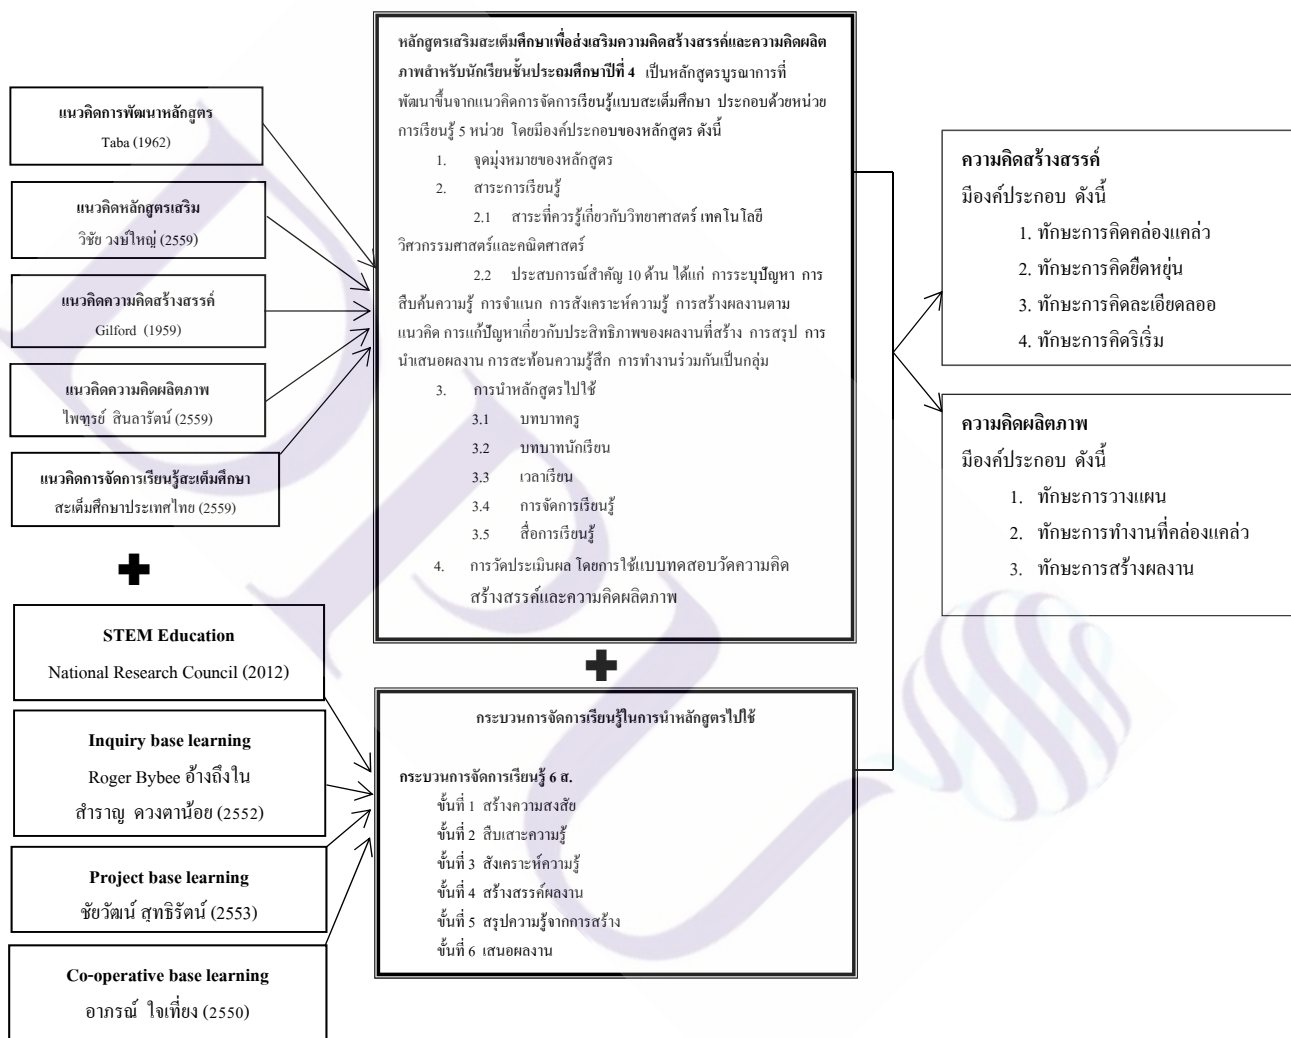 แนวคิดการพัฒนาหลักสูตร
Taba (1962)
แนวคิดหลักสูตรเสริม
วิชัย วงษ์ใหญ่ (2559)
แนวคิดความคิดสร้างสรรค์
Gilford (1959)
แนวคิดความคิดผลิตภาพ
ไพฑูรย์ สินลารัตน์ (2559)
แนวคิดการจัดการเรียนรู้สะเต็มศึกษา
สะเต็มศึกษาประเทศไทย (2559)
STEM Education
National Research Council (2012)
Inquiry base learning
Roger Bybee อ้างถึงใน
สำราญ ดวงตาน้อย (2552)
Project base learning
ชัยวัฒน์ สุทธิรัตน์ (2553)
Co-operative base learning
อาภรณ์ ใจเที่ยง (2550)
หลักสูตรเสริมสะเต็มศึกษาเพื่อส่งเสริมความคิดสร้างสรรค์และความคิดผลิต
ภาพสำหรับนักเรียนชั้นประถมศึกษาปีที่ 4 เป็นหลักสูตรบูรณาการที่
พัฒนาขึ้นจากแนวคิดการจัดการเรียนรู้แบบสะเต็มศึกษา ประกอบด้วยหน่วย
การเรียนรู้ 5 หน่วย โดยมีองค์ประกอบของหลักสูตร ดังนี้
1. จุดมุ่งหมายของหลักสูตร
2. สาระการเรียนรู้
2.1 สาระที่ควรรู้เกี่ยวกับวิทยาศาสตร์ เทคโนโลยี
วิศวกรรมศาสตร์และคณิตศาสตร์
2.2 ประสบการณ์สำคัญ 10 ด้าน ได้แก่ การระบุปัญหา การ
สืบค้นความรู้ การจำแนก การสังเคราะห์ความรู้ การสร้างผลงานตาม
แนวคิด การแก้ปัญหาเกี่ยวกับประสิทธิภาพของผลงานที่สร้าง การสรุป การ
นำเสนอผลงาน การสะท้อนความรู้สึก การทำงานร่วมกันเป็นกลุ่ม
3. การนำหลักสูตรไปใช้
3.1 บทบาทครู
3.2 บทบาทนักเรียน
3.3 เวลาเรียน
3.4 การจัดการเรียนรู้
3.5 สื่อการเรียนรู้
4. การวัดประเมินผล โดยการใช้แบบทดสอบวัดความคิด
สร้างสรรค์และความคิดผลิตภาพ
กระบวนการจัดการเรียนรู้ในการนำหลักสูตรไปใช้
กระบวนการจัดการเรียนรู้ 6 ส.
ขั้นที่ 1 สร้างความสงสัย
ขั้นที่ 2 สืบเสาะความรู้
ขั้นที่ 3 สังเคราะห์ความรู้
ขั้นที่ 4 สร้างสรรค์ผลงาน
ขั้นที่ 5 สรุปความรู้จากการสร้าง
ขั้นที่ 6 เสนอผลงาน
ความคิดสร้างสรรค์
มีองค์ประกอบ ดังนี้
1. ทักษะการคิดคล่องแคล่ว
2. ทักษะการคิดยืดหยุ่น
3. ทักษะการคิดละเอียดลออ
4. ทักษะการคิดริเริ่ม
ความคิดผลิตภาพ
มีองค์ประกอบ ดังนี้
1. ทักษะการวางแผน
2. ทักษะการทำงานที่คล่องแคล่ว
3. ทักษะการสร้างผลงาน
DPU